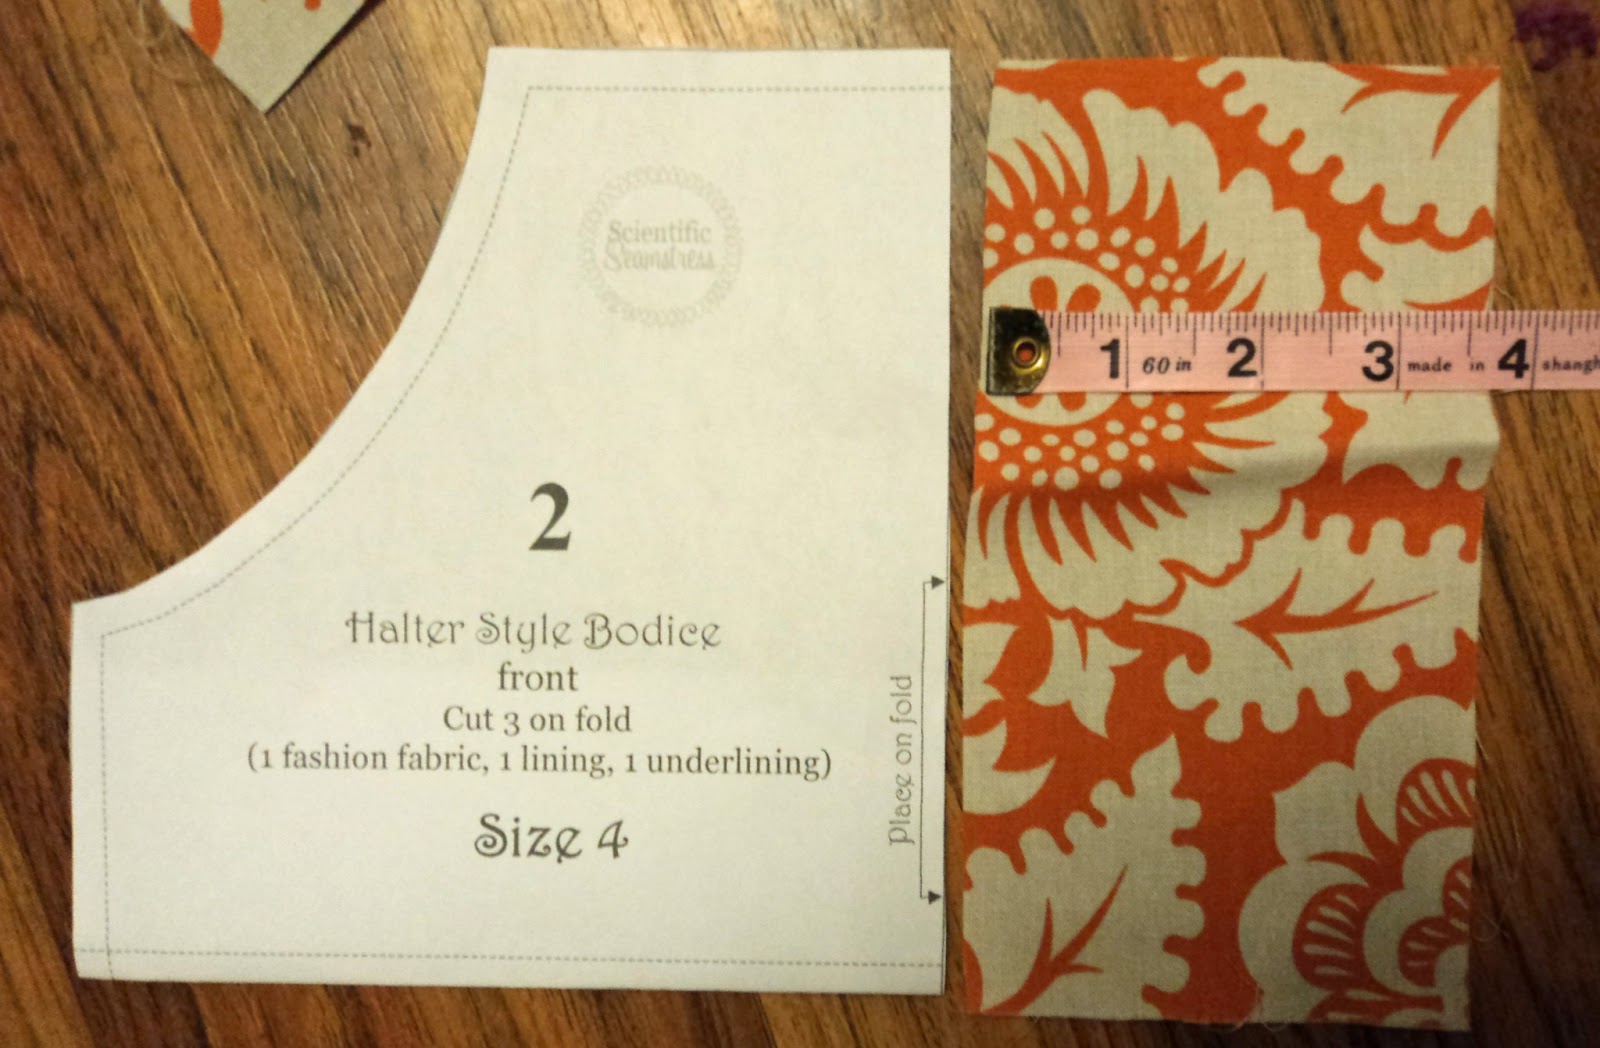 Scientific
Seamstress
2
Halter Style Bodice
front
Cut 3 on fold
(1 fashion fabric, 1 lining, 1 underlining)
Size 4
Place on fold
1 60 in 2 3 made in 4 shangh